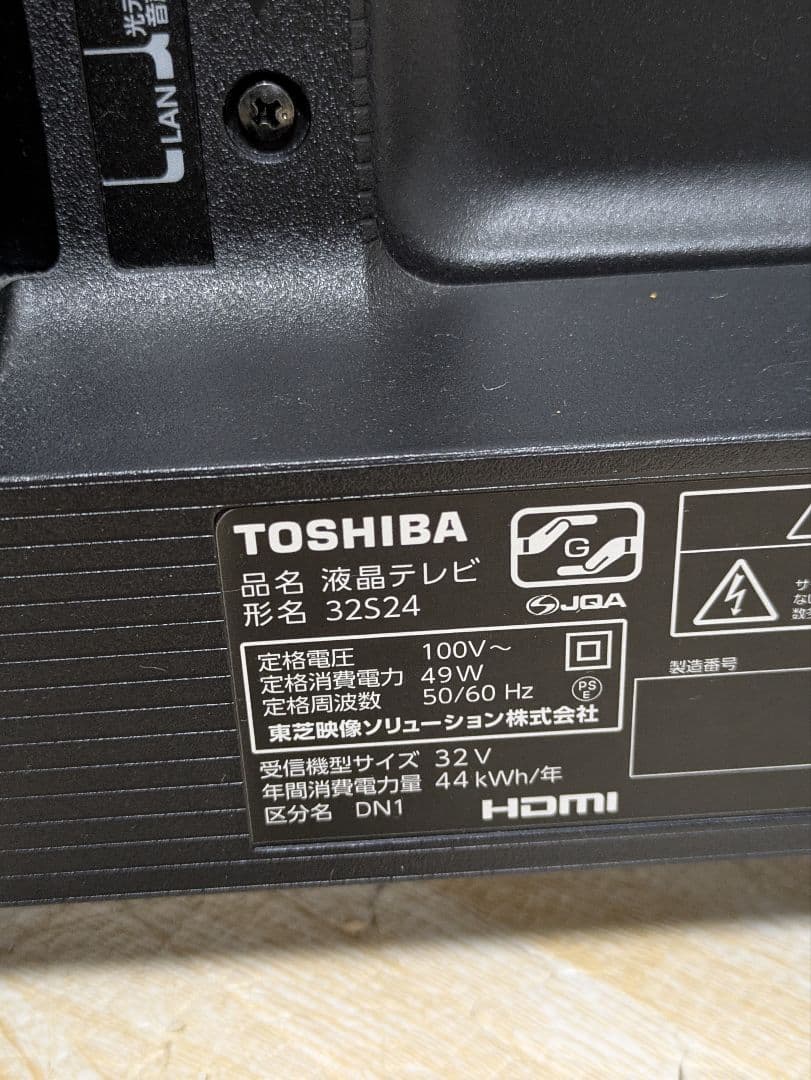 LAN
TOSHIBA
品名 液晶テレビ
形名 32S24
G
JQA
定格電圧 100V～
定格消費電力 49W
定格周波数 50/60 Hz
PS
E
東芝映像ソリューション株式会社
受信機型サイズ 32V
年間消費電力量 44kWh/年
区分名 DN1
HDMI
製造番号